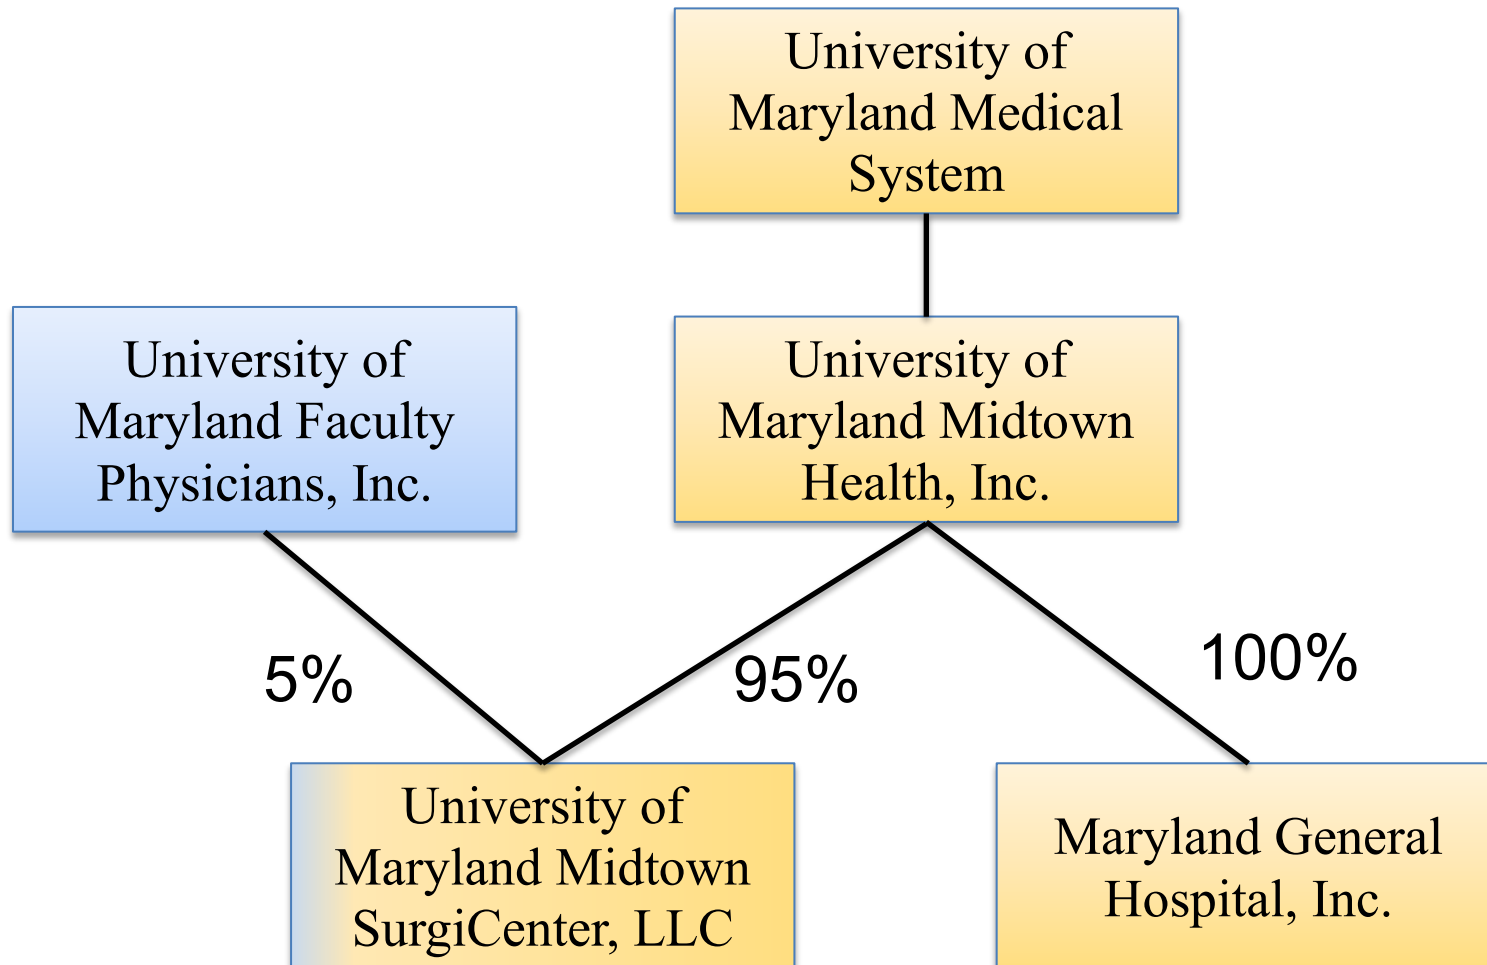 University of
Maryland Medical
System
University of
Maryland Faculty
Physicians, Inc.
University of
Maryland Midtown
Health, Inc.
5%
95%
100%
University of
Maryland Midtown
SurgiCenter, LLC
Maryland General
Hospital, Inc.